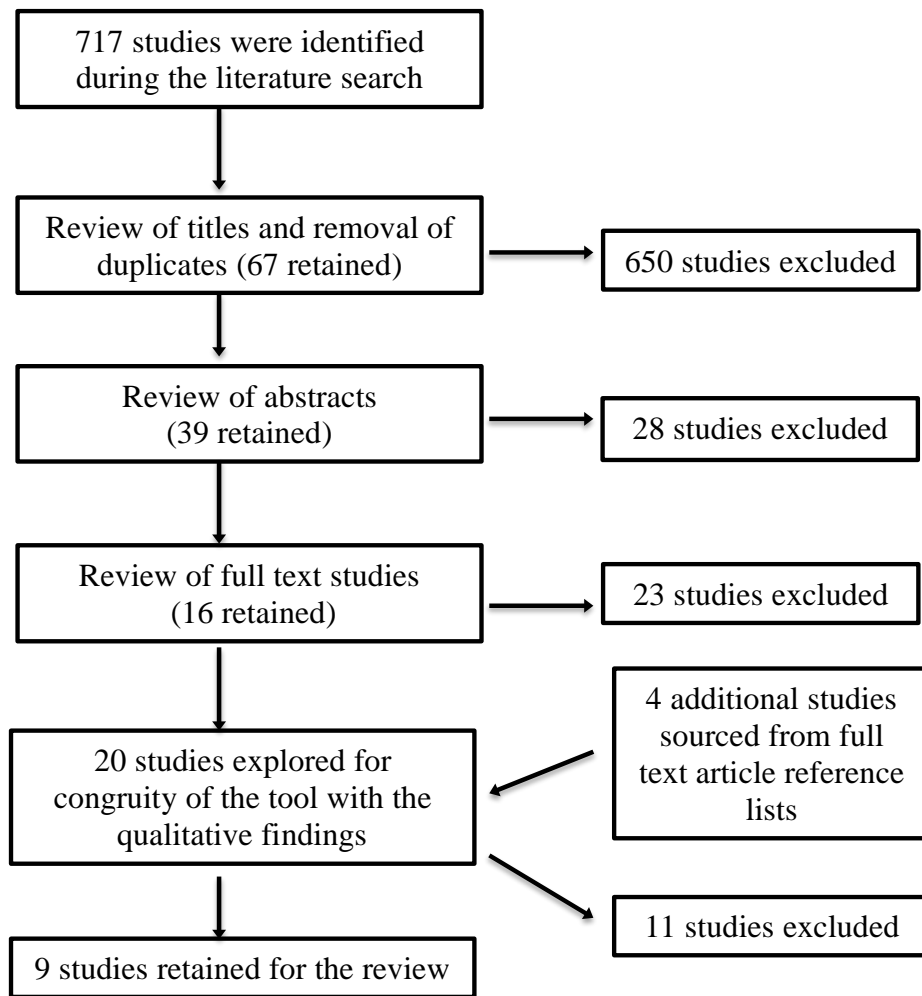 717 studies were identified
during the literature search
Review of titles and removal of
duplicates (67 retained)
650 studies excluded
Review of abstracts
(39 retained)
28 studies excluded
Review of full text studies
(16 retained)
23 studies excluded
4 additional studies
sourced from full
text article reference
lists
20 studies explored for
congruity of the tool with the
qualitative findings
11 studies excluded
9 studies retained for the review